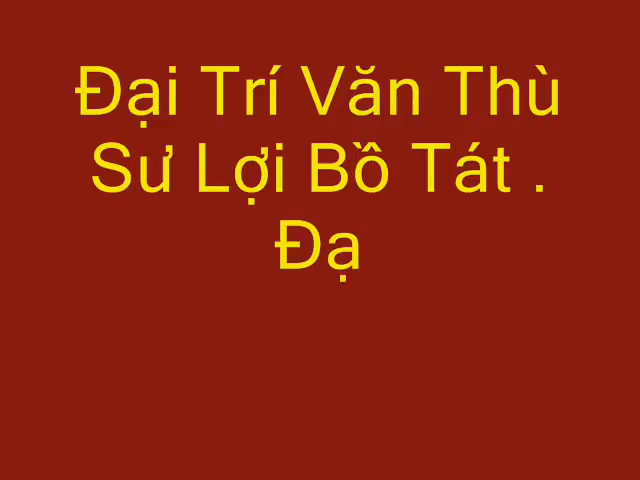 Đại Trí Văn Thù
Sư Lợi Bồ Tát .
Đạ